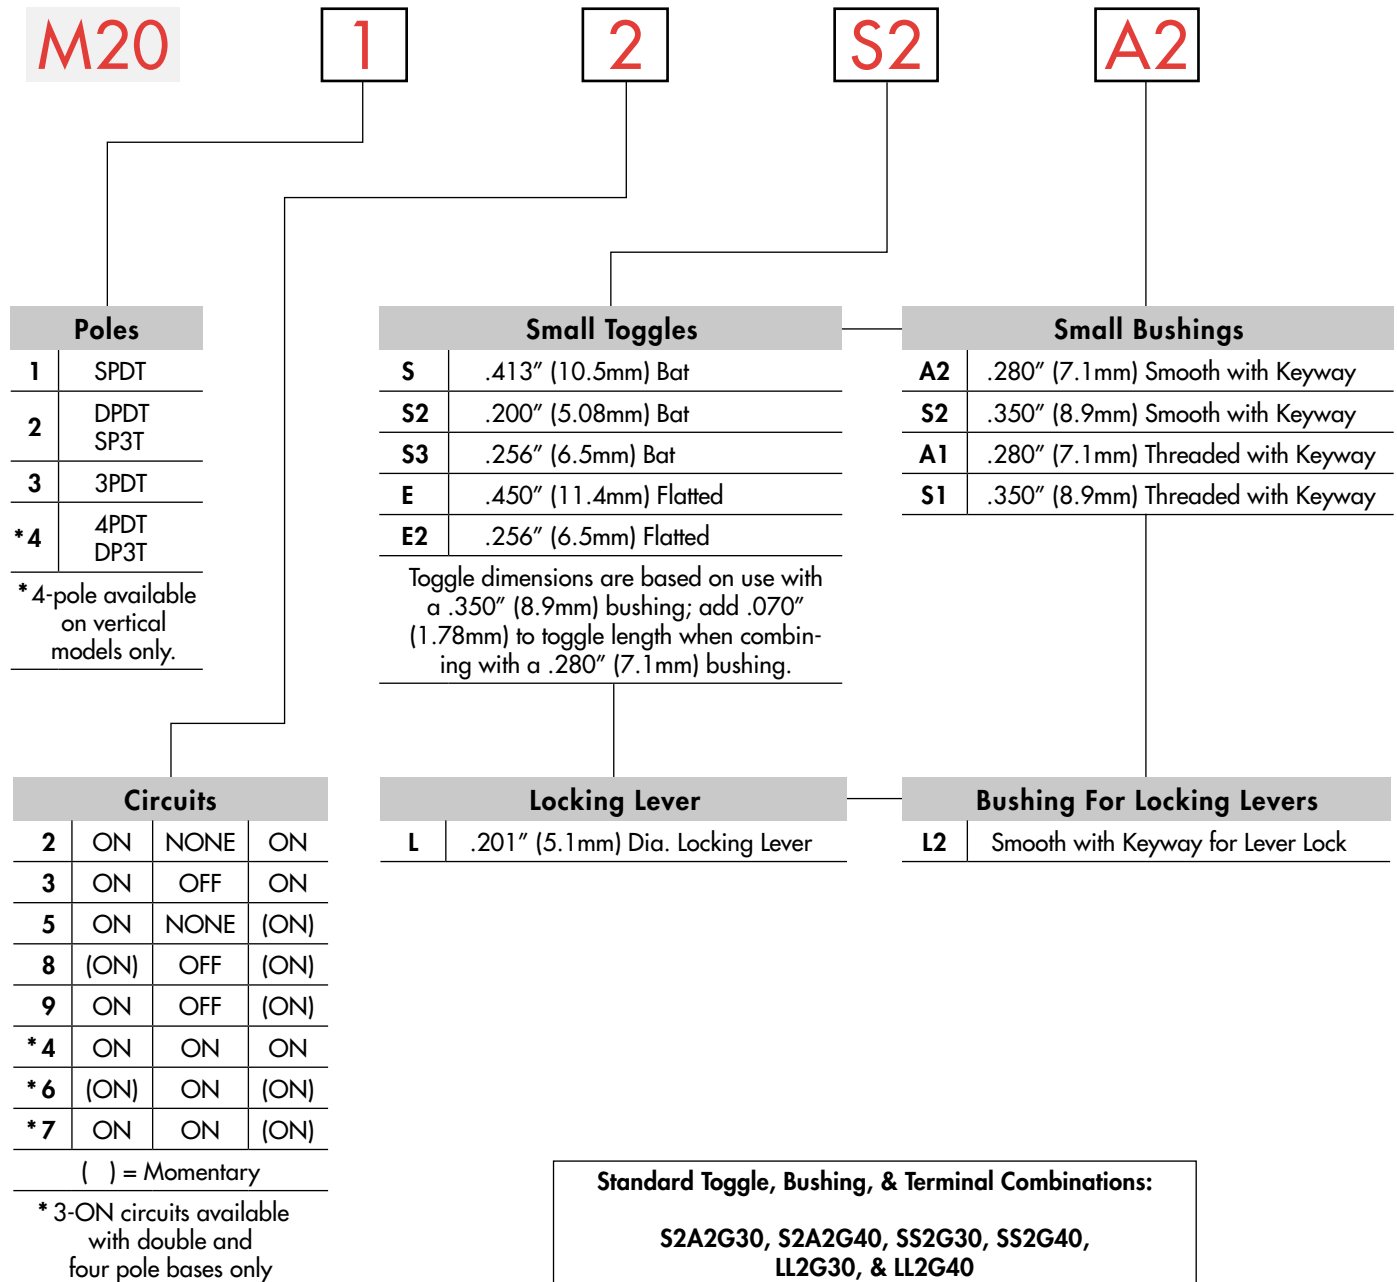 M20 1 2 S2 A2
Poles
1 SPDT
2 DPDT
SP3T
3 3PDT
*4 4PDT
DP3T
* 4-pole available
on vertical
models only.
Small Toggles
S .413” (10.5mm) Bat
S2 .200” (5.08mm) Bat
S3 .256” (6.5mm) Bat
E .450” (11.4mm) Flatted
E2 .256” (6.5mm) Flatted
Toggle dimensions are based on use with
a .350” (8.9mm) bushing; add .070”
(1.78mm) to toggle length when combin-
ing with a .280” (7.1mm) bushing.
Small Bushings
A2 .280” (7.1mm) Smooth with Keyway
S2 .350” (8.9mm) Smooth with Keyway
A1 .280” (7.1mm) Threaded with Keyway
S1 .350” (8.9mm) Threaded with Keyway
Circuits
2 ON NONE ON
3 ON OFF ON
5 ON NONE (ON)
8 (ON) OFF (ON)
9 ON OFF (ON)
*4 ON ON ON
*6 (ON) ON (ON)
*7 ON ON (ON)
( ) = Momentary
* 3-ON circuits available
with double and
four pole bases only
Locking Lever
L .201” (5.1mm) Dia. Locking Lever
Bushing For Locking Levers
L2 Smooth with Keyway for Lever Lock
Standard Toggle, Bushing, & Terminal Combinations:
S2A2G30, S2A2G40, SS2G30, SS2G40,
LL2G30, & LL2G40